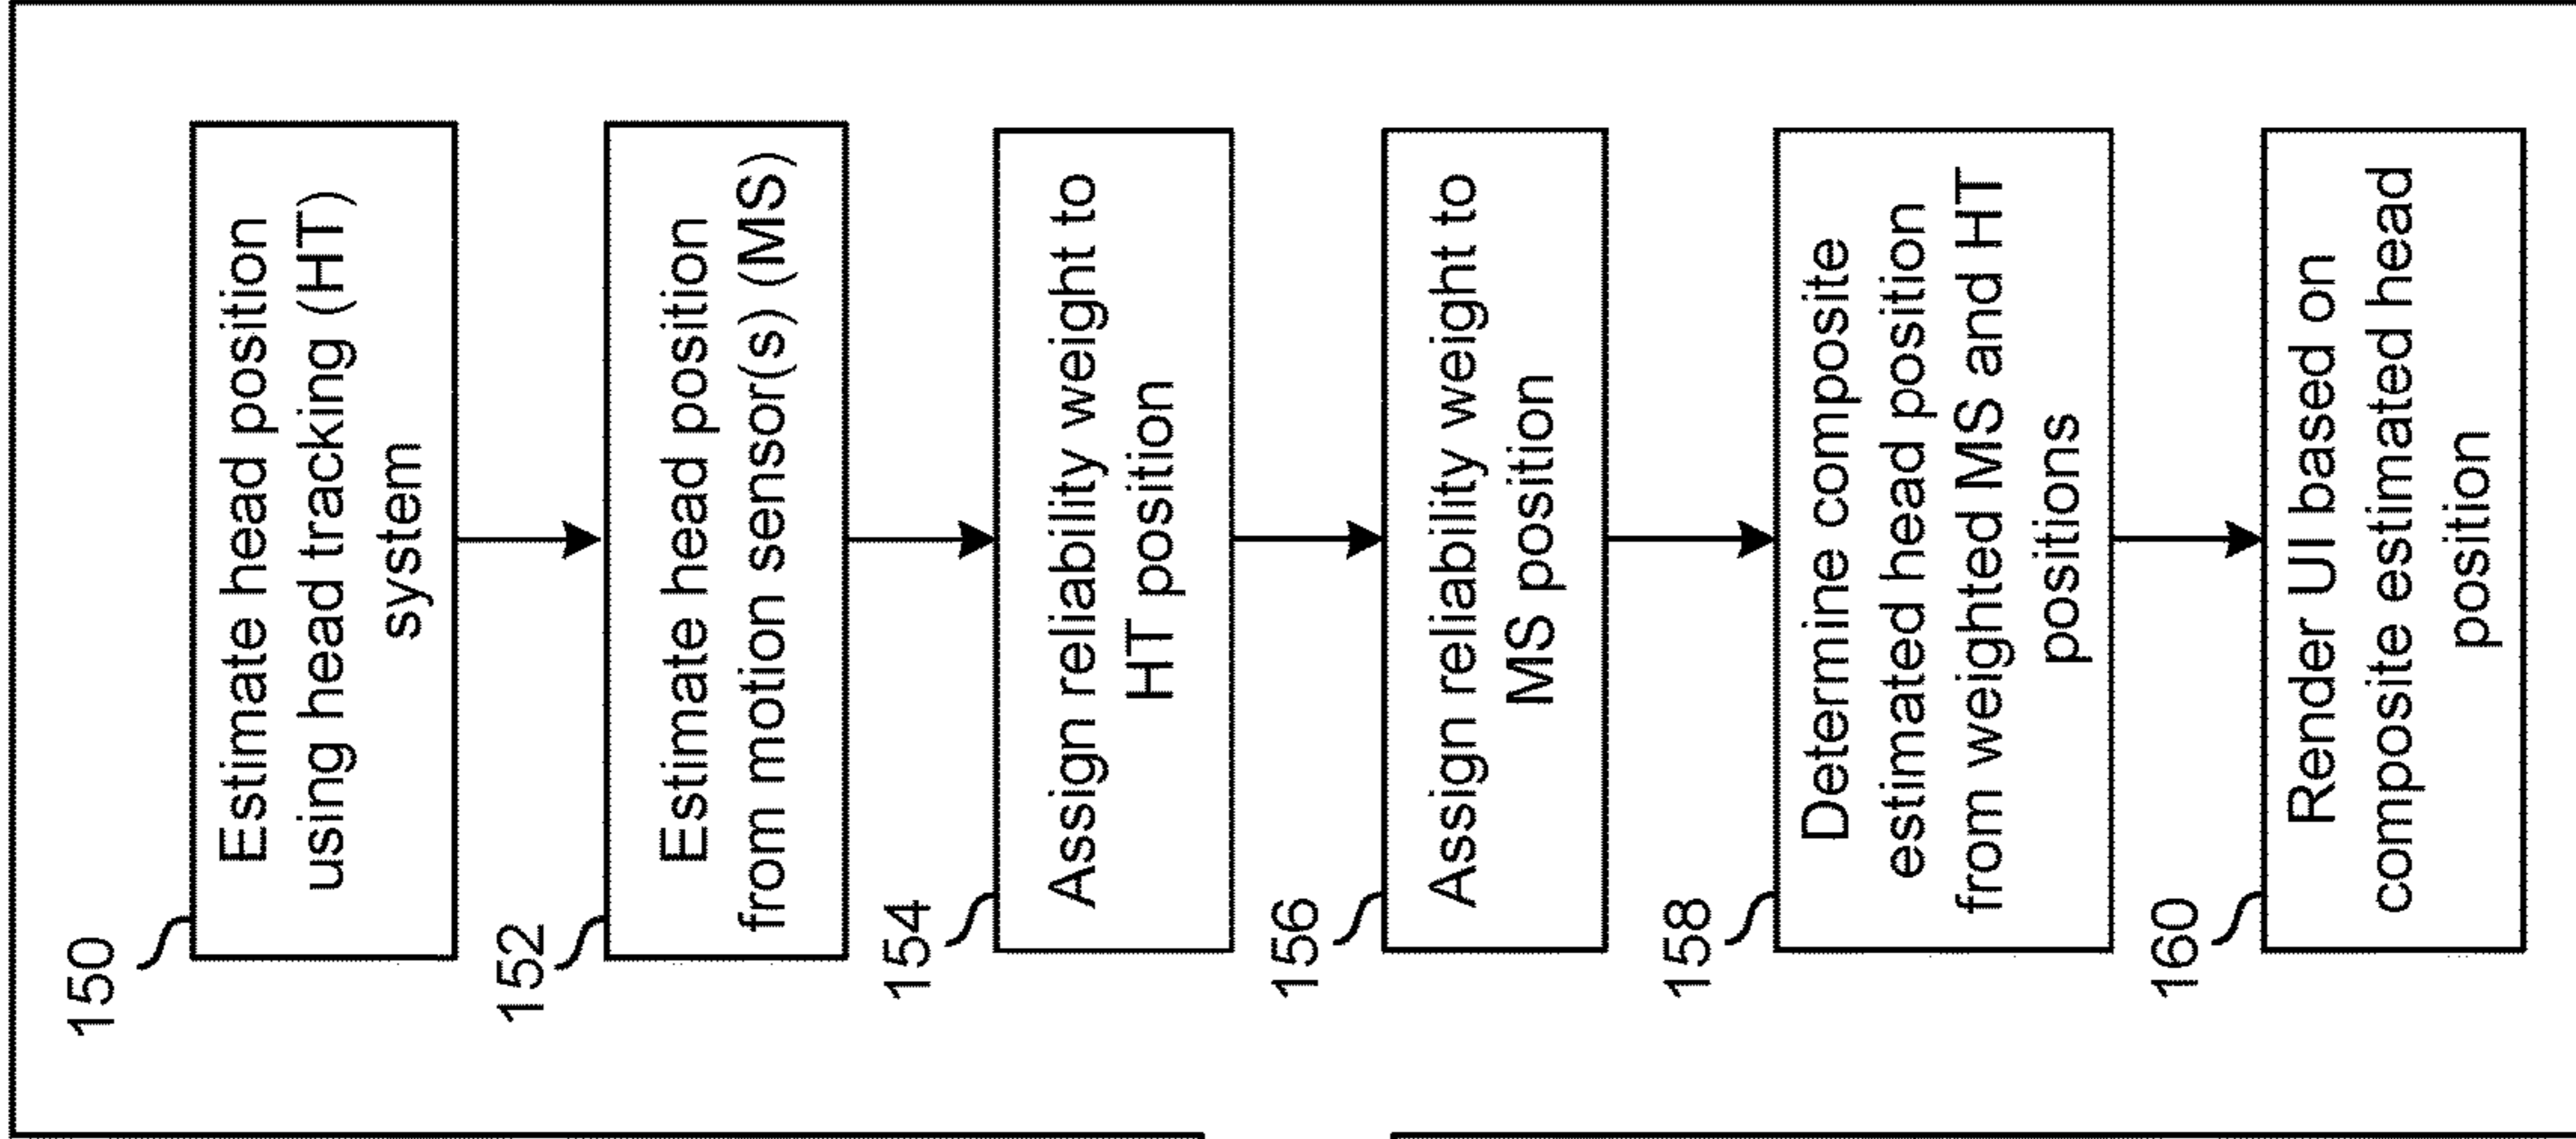 150
Estimate head position
using head tracking (HT)
system
152
Estimate head position
from motion sensor(s) (MS)
154
Assign reliability weight to
HT position
156
Assign reliability weight to
MS position
158
Determine composite
estimated head position
from weighted MS and HT
positions
160
Render UI based on
composite estimated head
position